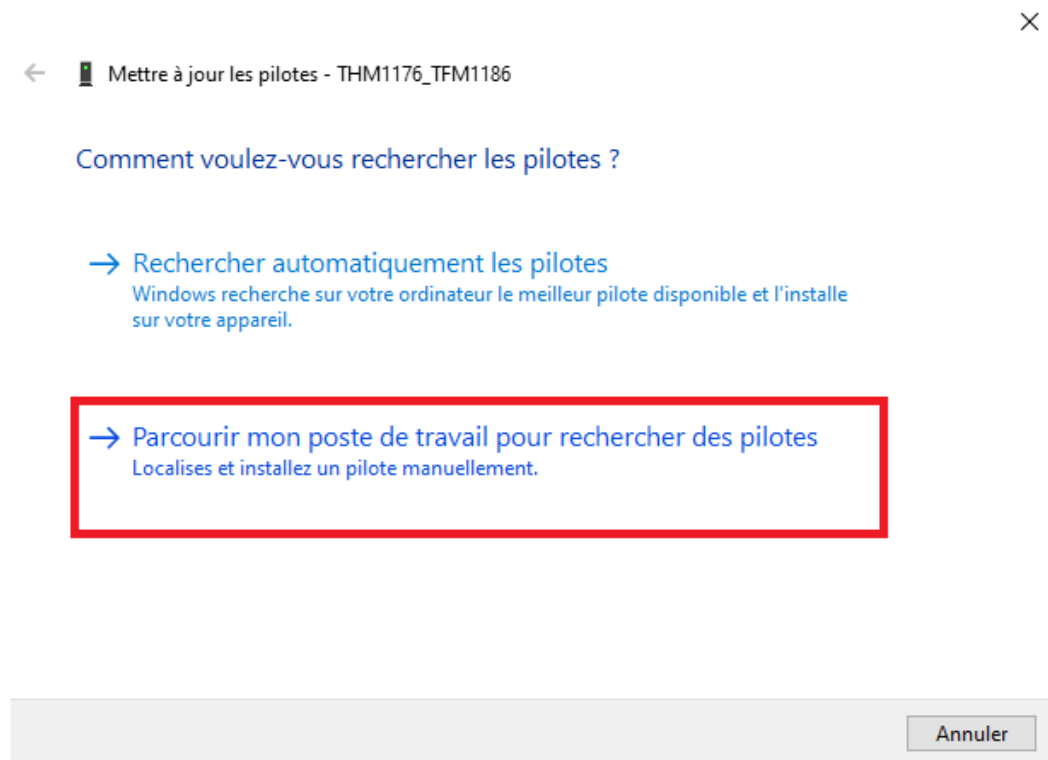 Mettre à jour les pilotes - THM1176_TFM1186
Comment voulez-vous rechercher les pilotes ?
Rechercher automatiquement les pilotes
Windows recherche sur votre ordinateur le meilleur pilote disponible et l'installe
sur votre appareil.
Parcourir mon poste de travail pour rechercher des pilotes
Localises et installez un pilote manuellement.
Annuler